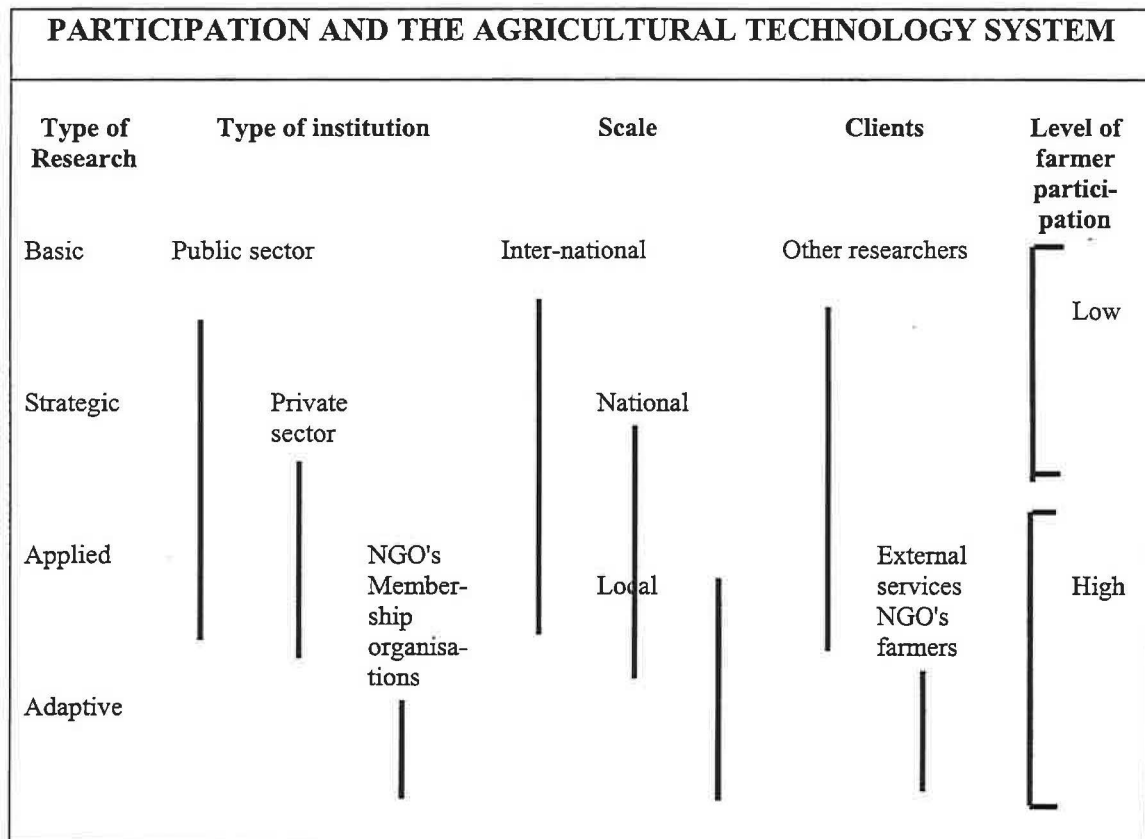 PARTICIPATION AND THE AGRICULTURAL TECHNOLOGY SYSTEM
Type of Research
Type of institution
Scale
Clients
Level of farmer partici-pation
Basic
Public sector
Inter-national
Other researchers
Low
Strategic
Private
sector
National
Applied
NGO's
Member-
ship
organisa-
tions
Local
External
services
NGO's
farmers
High
Adaptive